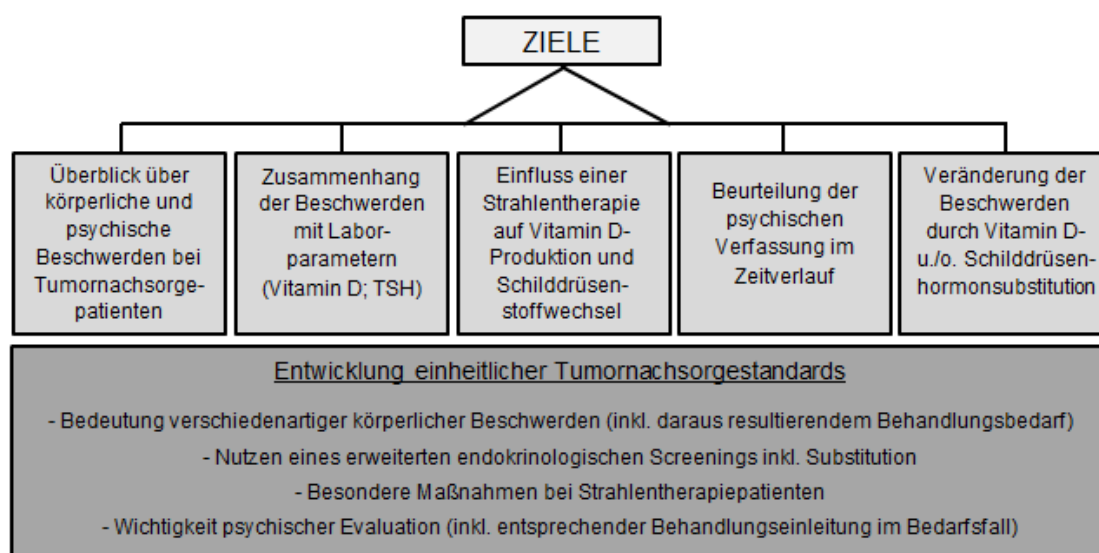 ZIELE
Überblick über
körperliche und
psychische
Beschwerden bei
Tumornachsorge-
patienten
Zusammenhang
der Beschwerden
mit Labor-
parametern
(Vitamin D; TSH)
Einfluss einer
Strahlentherapie
auf Vitamin D-
Produktion und
Schilddrüsen-
stoffwechsel
Beurteilung der
psychischen
Verfassung im
Zeitverlauf
Veränderung der
Beschwerden
durch Vitamin D-
u./o. Schilddrüsen-
hormonsubstitution
Entwicklung einheitlicher Tumornachsorgestandards
- Bedeutung verschiedenartiger körperlicher Beschwerden (inkl. daraus resultierendem Behandlungsbedarf)
- Nutzen eines erweiterten endokrinologischen Screenings inkl. Substitution
- Besondere Maßnahmen bei Strahlentherapiepatienten
- Wichtigkeit psychischer Evaluation (inkl. entsprechender Behandlungseinleitung im Bedarfsfall)